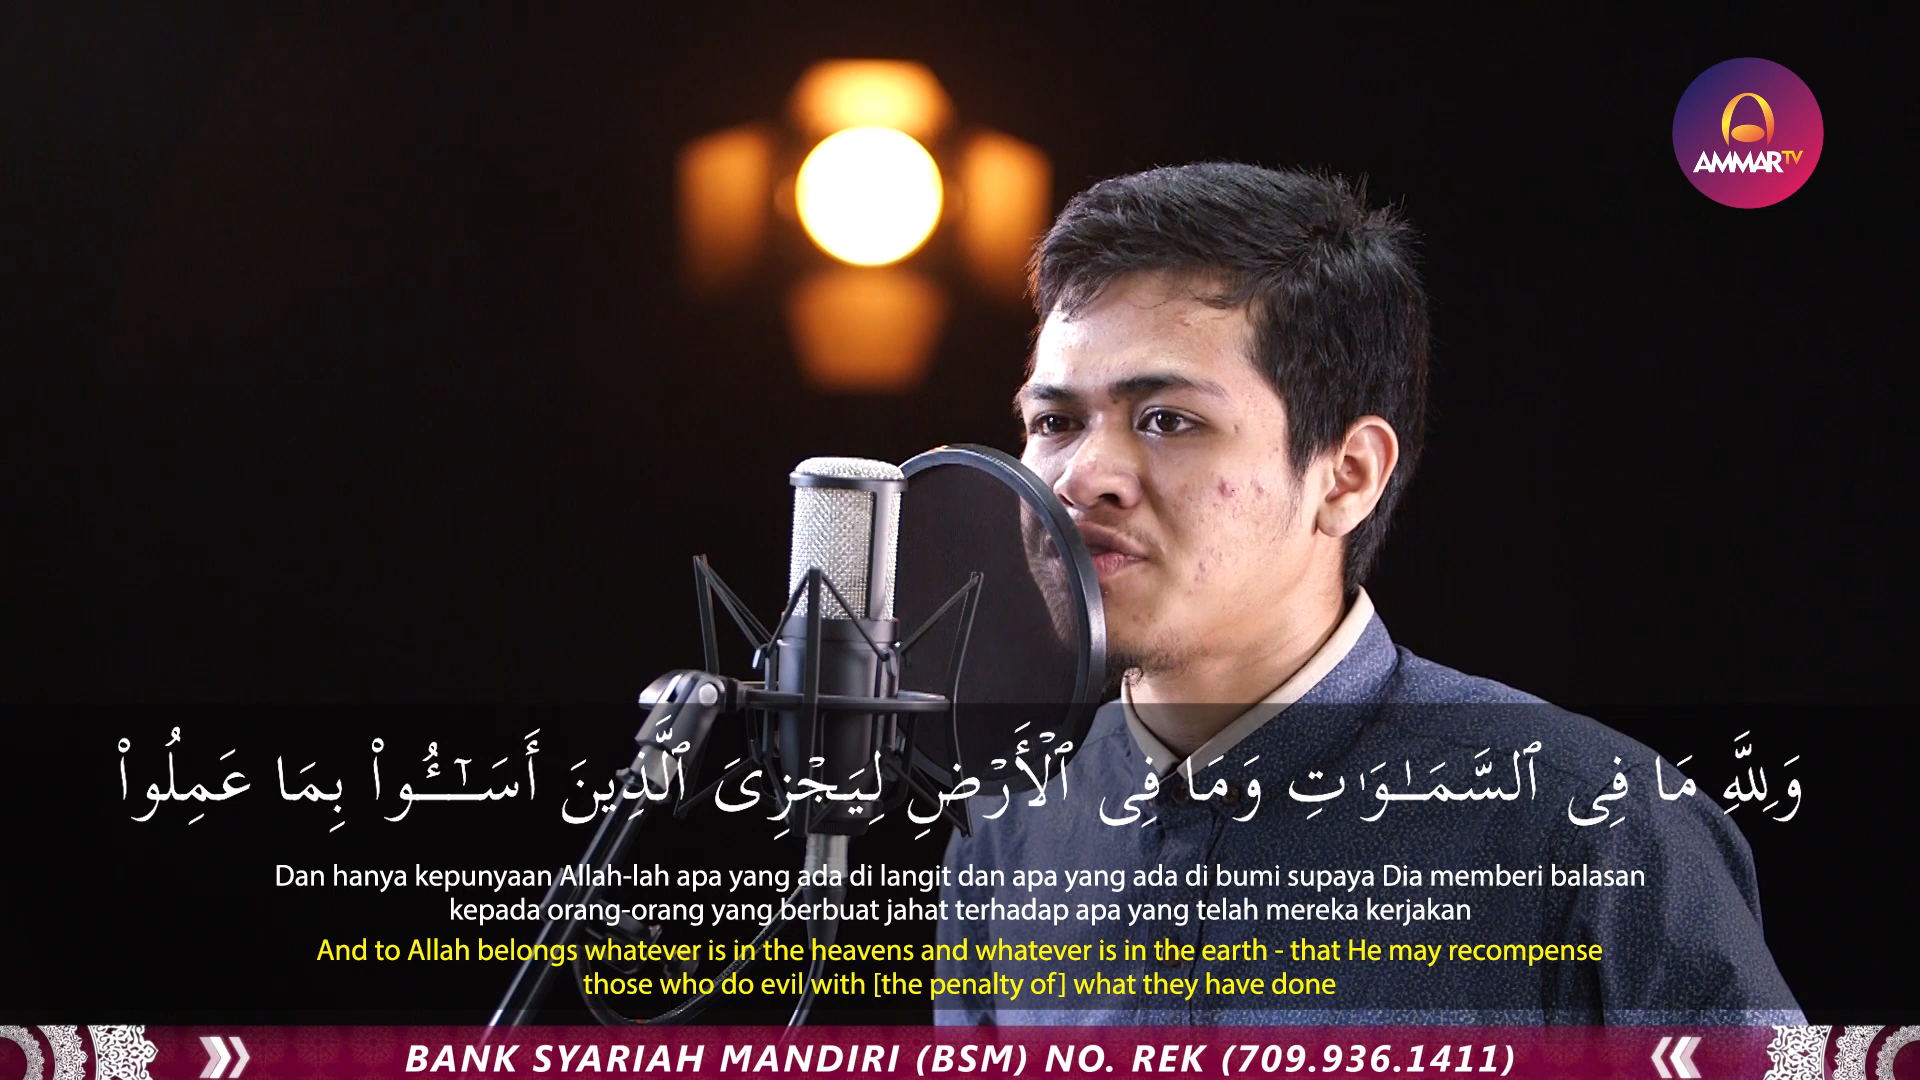 AMMARTV
وَلِلَّهِ مَا فِى ٱلسَّمَـٰوَٰتِ وَمَا فِى ٱلْأَرْضِ لِيَجْزِىَ ٱلَّذِينَ أَسَـٰٓـُٔوا۟ بِمَا عَمِلُوا۟
Dan hanya kepunyaan Allah-lah apa yang ada di langit dan apa yang ada di bumi supaya Dia memberi balasan
kepada orang-orang yang berbuat jahat terhadap apa yang telah mereka kerjakan
And to Allah belongs whatever is in the heavens and whatever is in the earth - that He may recompense
those who do evil with [the penalty of] what they have done
BANK SYARIAH MANDIRI (BSM) NO. REK (709.936.1411)